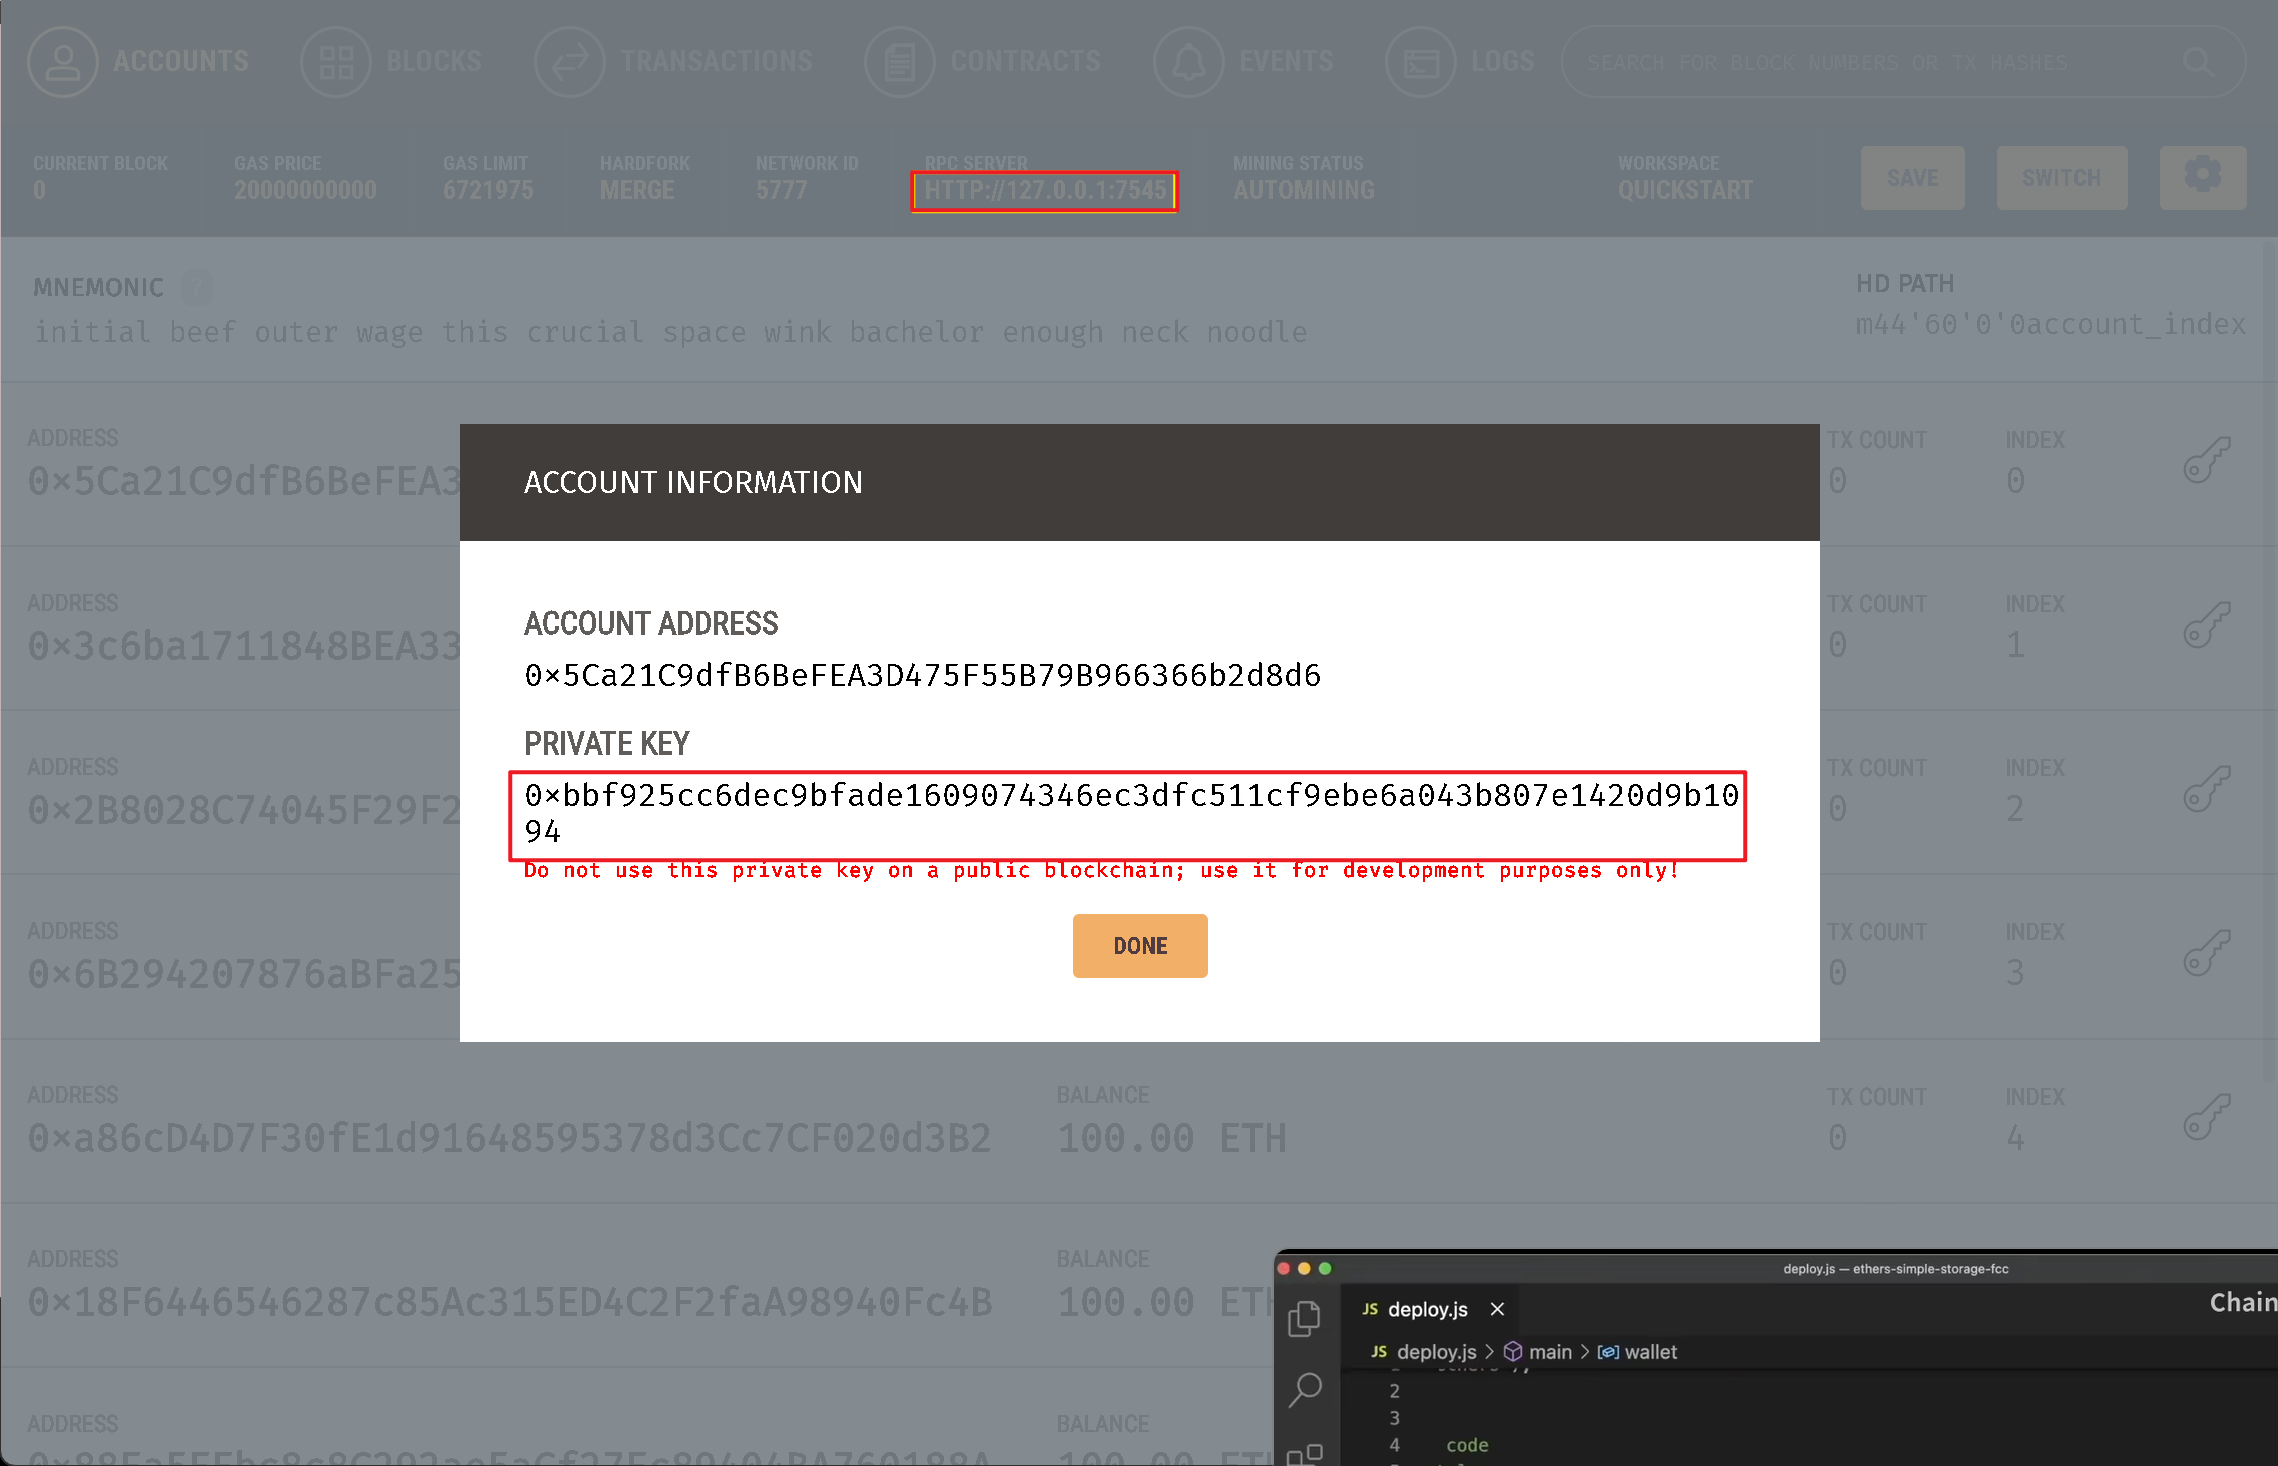 ACCOUNTS
BLOCKS
TRANSACTIONS
CONTRACTS
EVENTS
LOGS
SEARCH FOR BLOCK NUMBERS OR TX HASHES
CURRENT BLOCK
0
GAS PRICE
20000000000
GAS LIMIT
6721975
HARDFORK
MERGE
NETWORK ID
5777
RPC SERVER
HTTP://127.0.0.1:7545
MINING STATUS
AUTOMINING
WORKSPACE
QUICKSTART
SAVE
SWITCH
MNEMONIC ?
initial beef outer wage this crucial space wink bachelor enough neck noodle
HD PATH
m44'60'0'0account_index
ADDRESS
0×5Ca21C9dfB6BeFEA3
TX COUNT
0
INDEX
0
ADDRESS
0×3c6ba1711848BEA33
TX COUNT
0
INDEX
1
ADDRESS
0×2B8028C74045F29F2
TX COUNT
0
INDEX
2
ADDRESS
0×6B294207876aBFa25
TX COUNT
0
INDEX
3
ACCOUNT INFORMATION
ACCOUNT ADDRESS
0×5Ca21C9dfB6BeFEA3D475F55B79B966366b2d8d6
PRIVATE KEY
0×bbf925cc6dec9bfade1609074346ec3dfc511cf9ebe6a043b807e1420d9b10
94
Do not use this private key on a public blockchain; use it for development purposes only!
DONE
ADDRESS
0×a86cD4D7F30fE1d91648595378d3Cc7CF020d3B2
BALANCE
100.00 ETH
TX COUNT
0
INDEX
4
ADDRESS
0×18F6446546287c85Ac315ED4C2F2faA98940Fc4B
BALANCE
100.00 ETH
ADDRESS
BALANCE
deploy.js — ethers-simple-storage-fcc
JS deploy.js
Chain
JS deploy.js > main > wallet
2
3
4 code